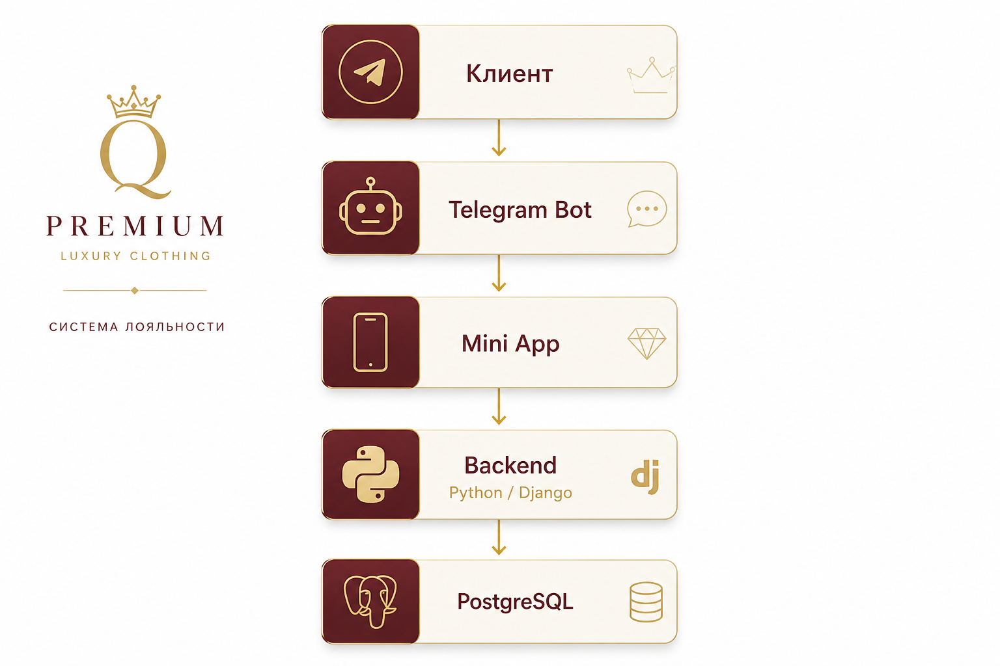 Q
PREMIUM
LUXURY CLOTHING
СИСТЕМА ЛОЯЛЬНОСТИ
Клиент
Telegram Bot
Mini App
Backend
Python / Django
dj
PostgreSQL